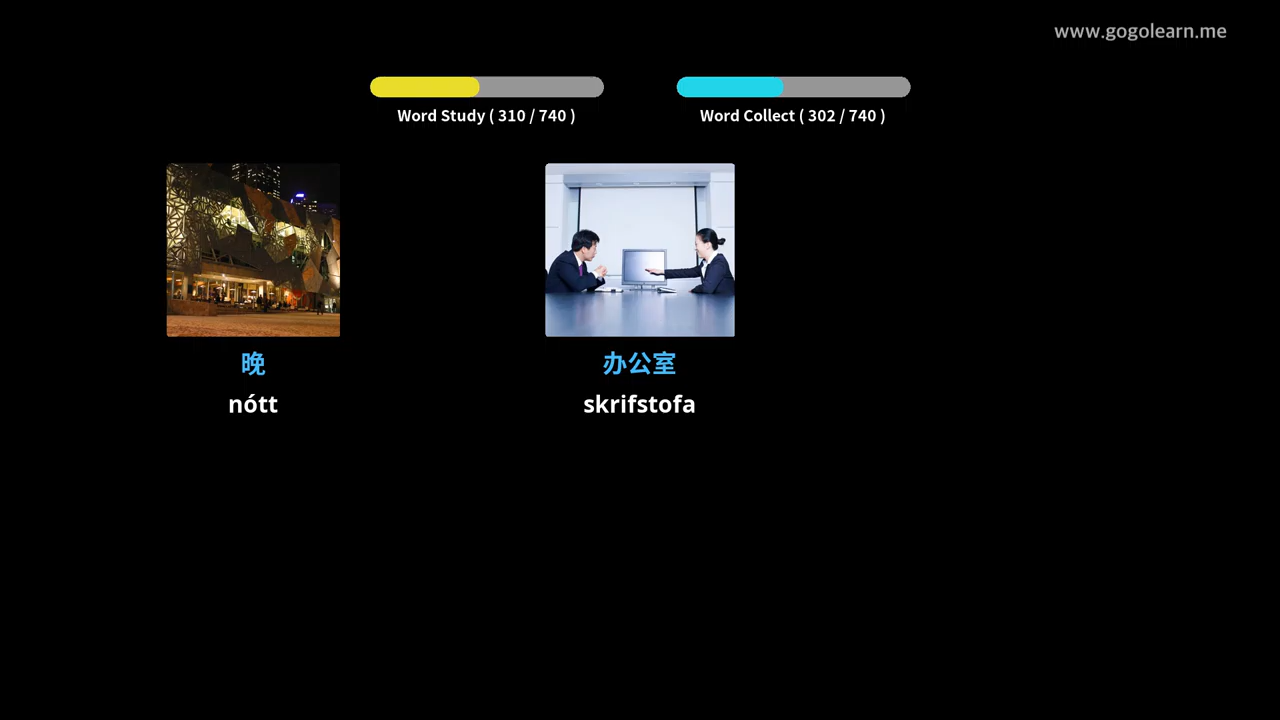 www.gogolearn.me
Word Study ( 310 / 740 )
Word Collect ( 302 / 740 )
晚
nótt
办公室
skrifstofa